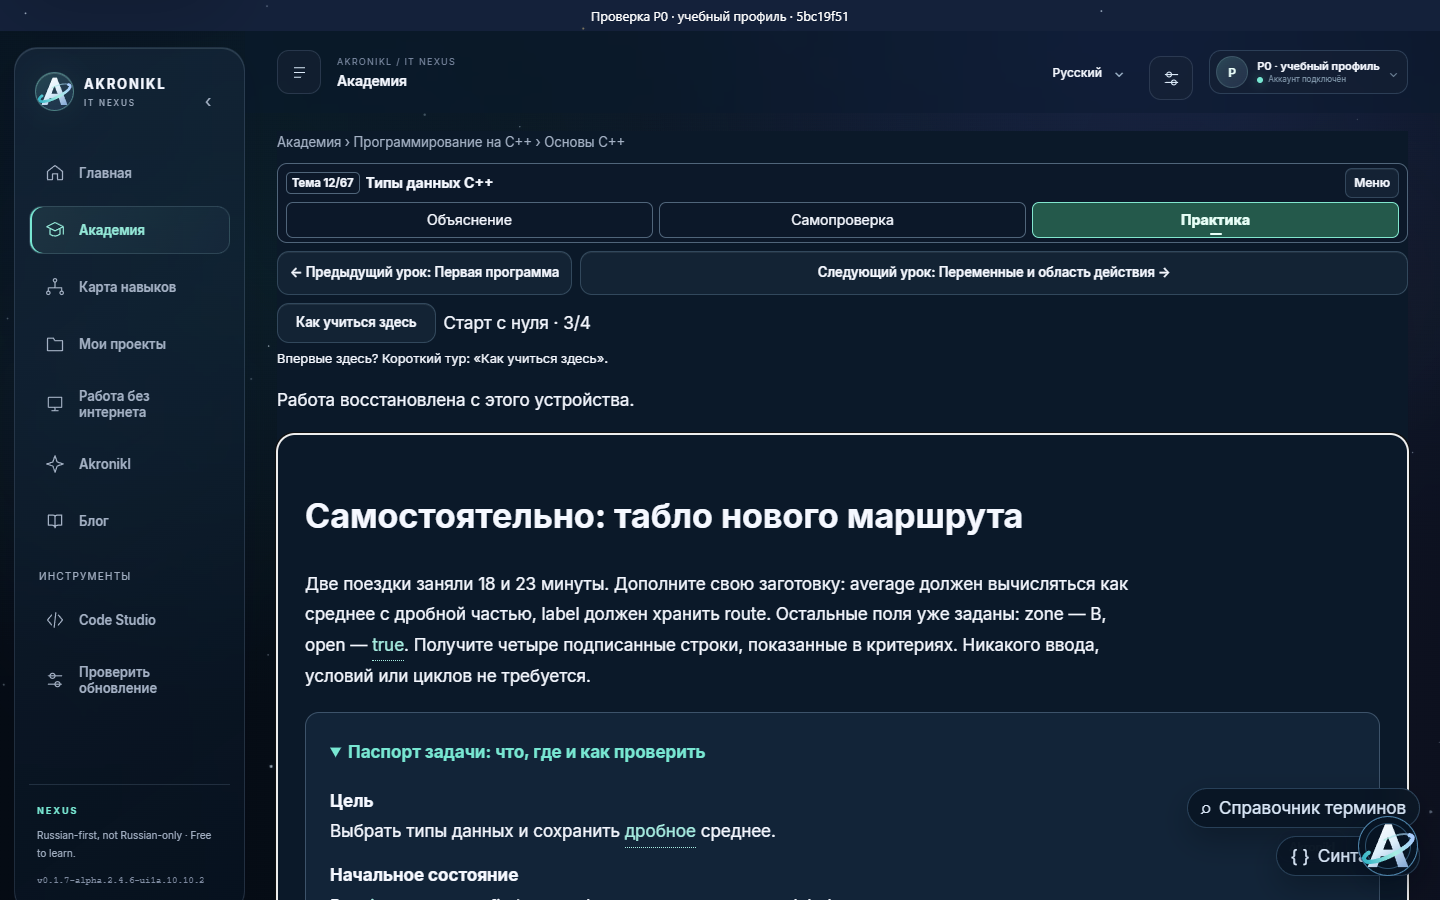 Проверка P0 · учебный профиль · 5bc19f51
AKRONIKL
IT NEXUS
Главная
Академия
Карта навыков
Мои проекты
Работа без
интернета
Akronikl
Блог
ИНСТРУМЕНТЫ
Code Studio
Проверить
обновление
NEXUS
Russian-first, not Russian-only · Free
to learn.
v0.1.7-alpha.2.4.6-ui1a.10.10.2
AKRONIKL / IT NEXUS
Академия
Русский
P
P0 · учебный профиль
Аккаунт подключён
Академия › Программирование на C++ › Основы C++
Тема 12/67 Типы данных C++
Меню
Объяснение
Самопроверка
Практика
← Предыдущий урок: Первая программа
Следующий урок: Переменные и область действия →
Как учиться здесь
Старт с нуля · 3/4
Впервые здесь? Короткий тур: «Как учиться здесь».
Работа восстановлена с этого устройства.
Самостоятельно: табло нового маршрута
Две поездки заняли 18 и 23 минуты. Дополните свою заготовку: average должен вычисляться как
среднее с дробной частью, label должен хранить route. Остальные поля уже заданы: zone — B,
open — true. Получите четыре подписанные строки, показанные в критериях. Никакого ввода,
условий или циклов не требуется.
▼ Паспорт задачи: что, где и как проверить
Цель
Выбрать типы данных и сохранить дробное среднее.
Начальное состояние
Справочник терминов
{ } Синта